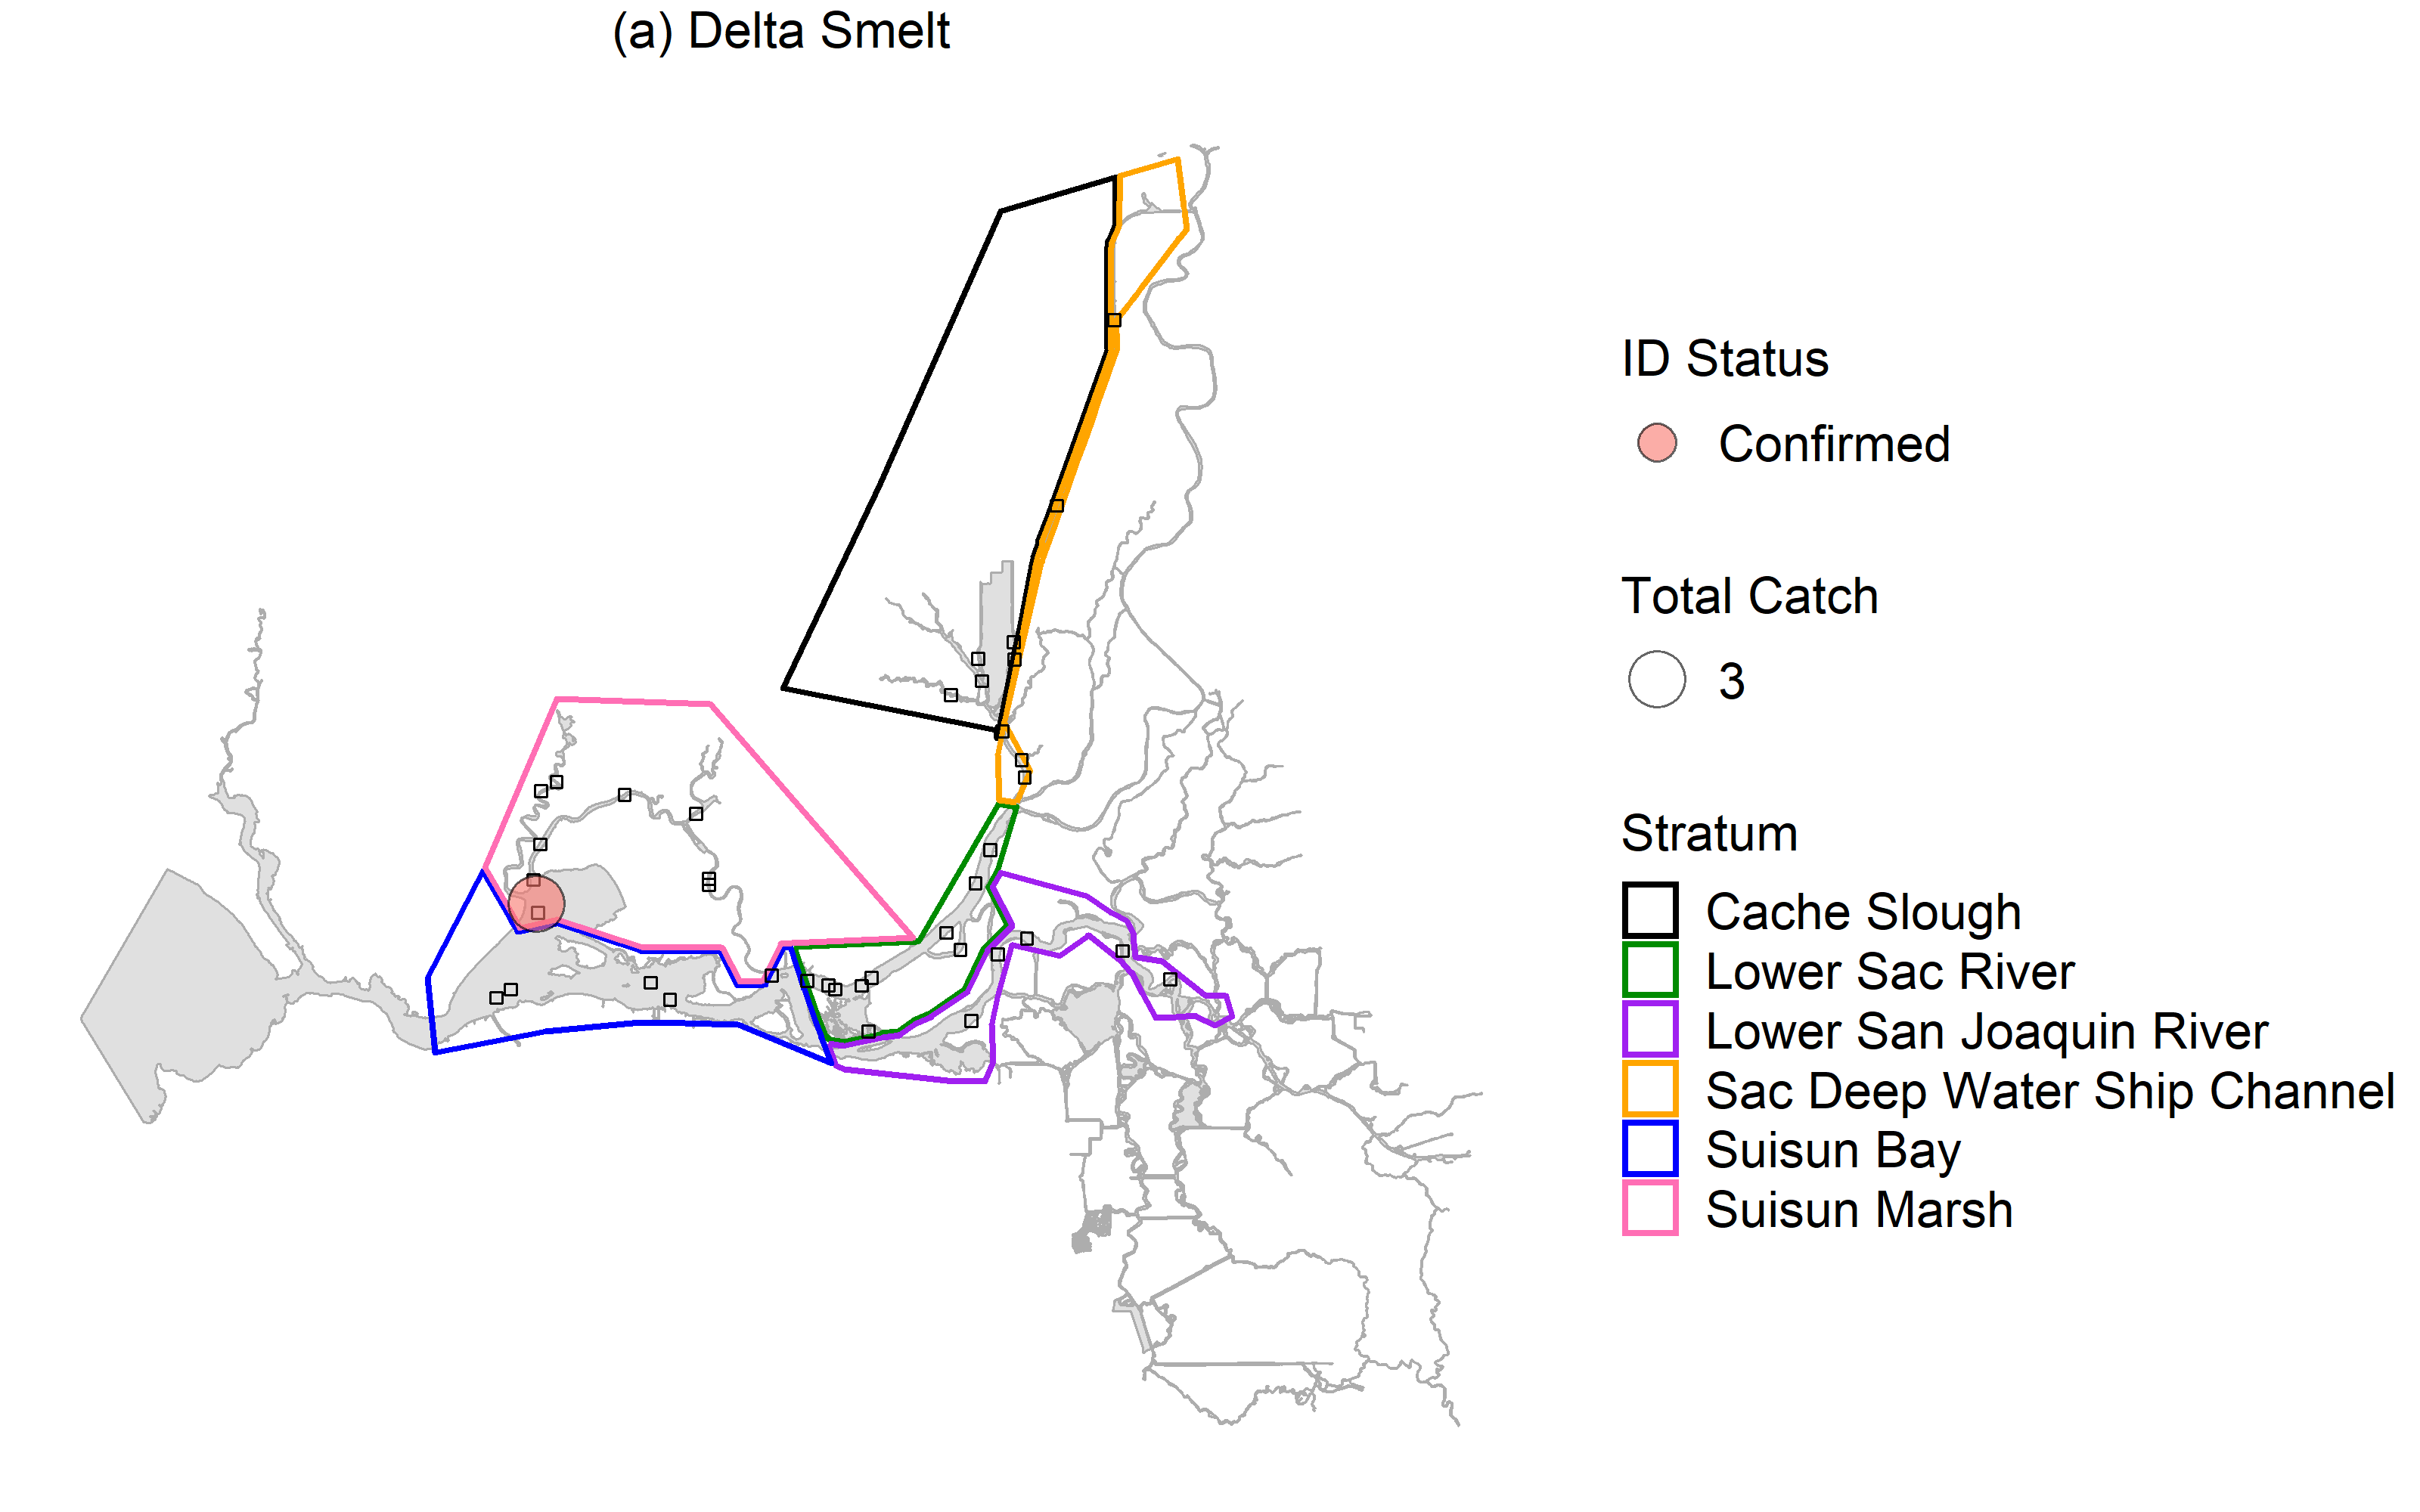 (a) Delta Smelt
ID Status
Confirmed
Total Catch
3
Stratum
Cache Slough
Lower Sac River
Lower San Joaquin River
Sac Deep Water Ship Channel
Suisun Bay
Suisun Marsh